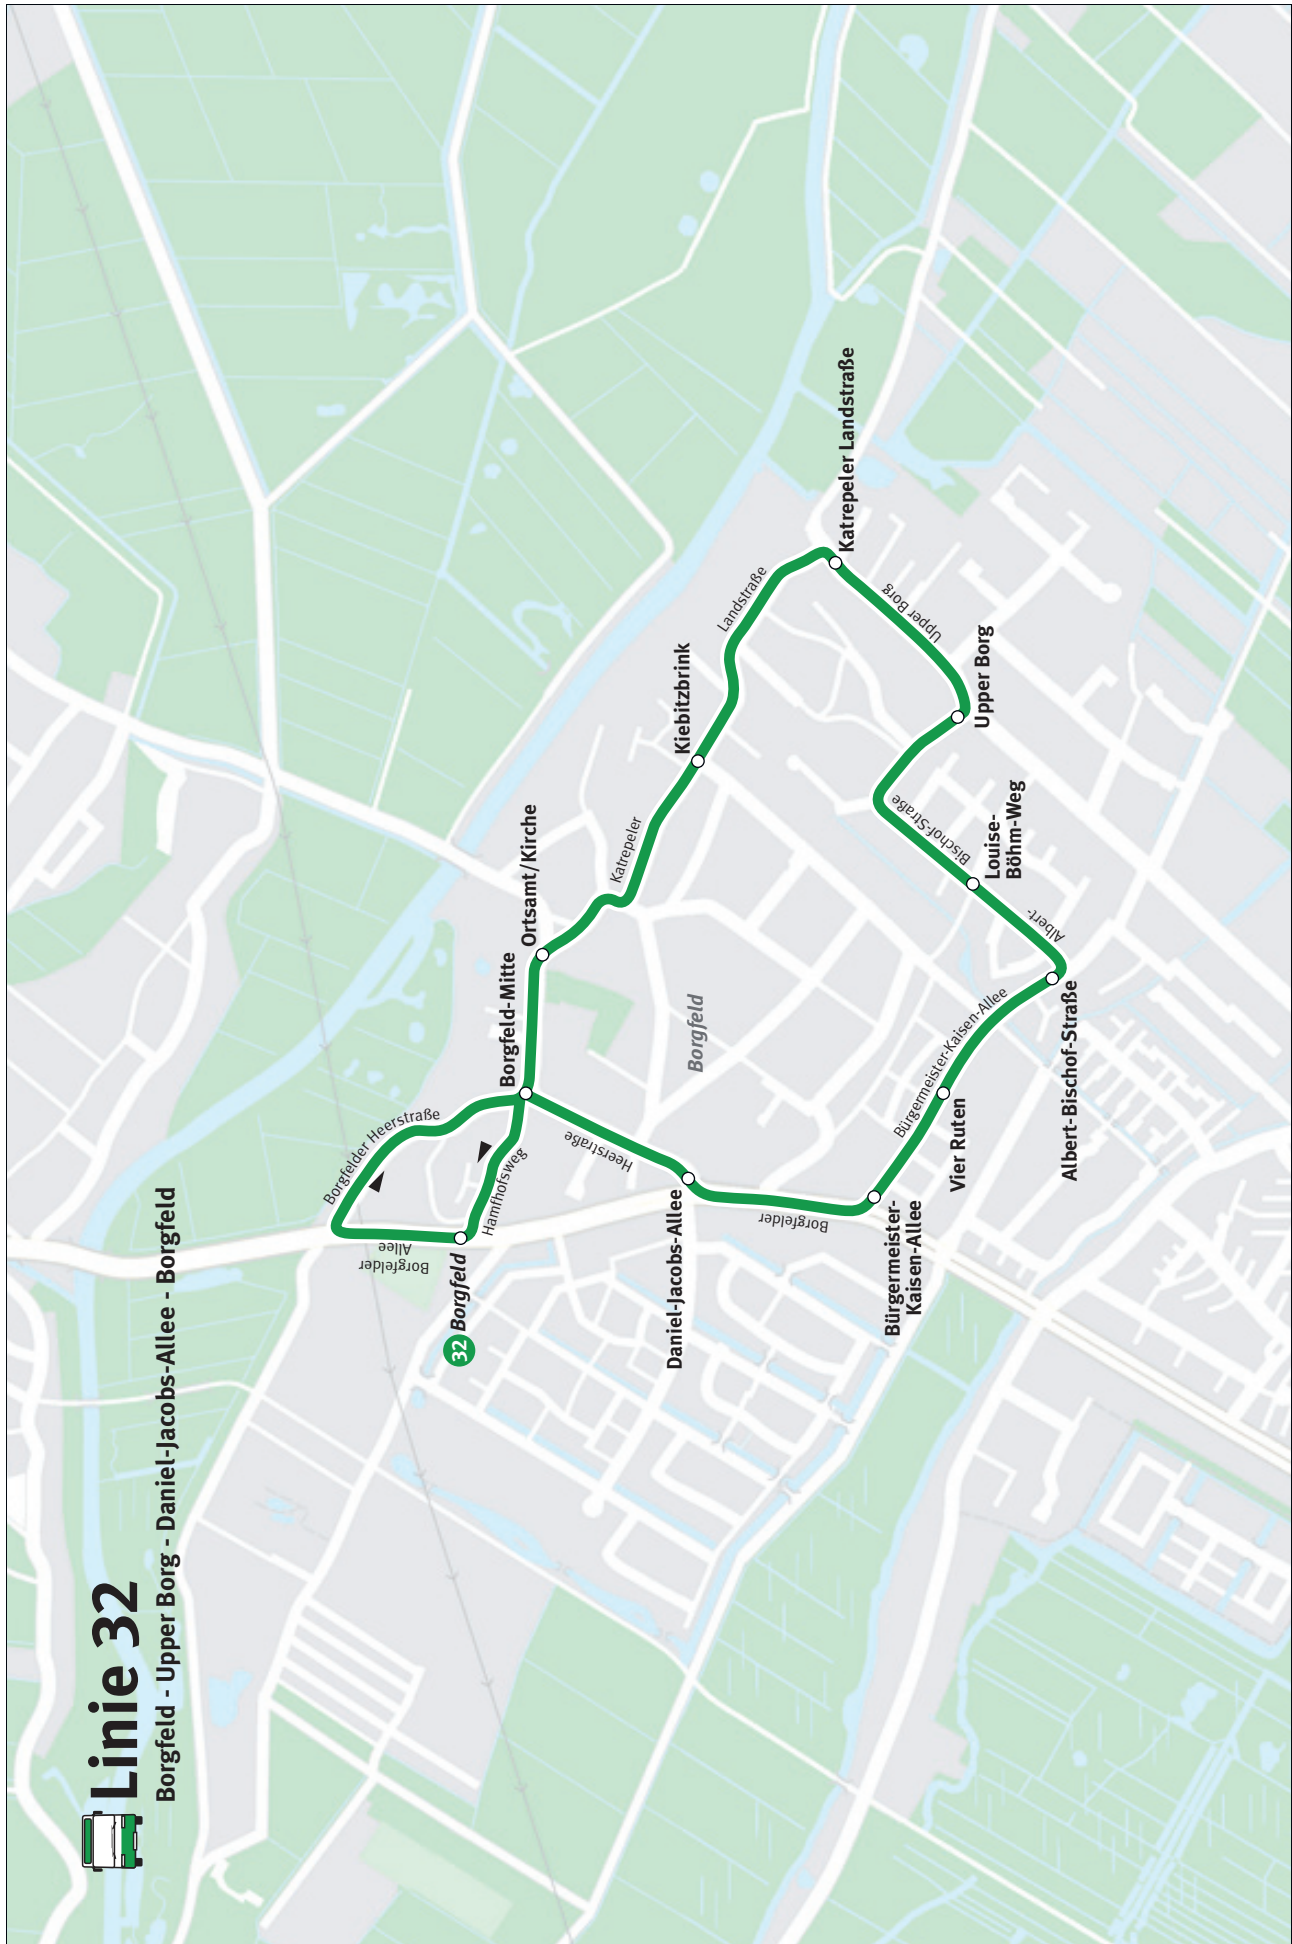 Linie 32
Borgfeld - Upper Borg - Daniel-Jacobs-Allee - Borgfeld
32
Borgfeld
Borgfelder
Allee
Borgfelder Heerstraße
Hamfhofsweg
Borgfeld-Mitte
Ortsamt/Kirche
Katrepeler
Kiebitzbrink
Landstraße
Katrepeler Landstraße
Upper Borg
Upper Borg
Bischof-Straße
Louise-
Böhm-Weg
Albert-
Albert-Bischof-Straße
Bürgermeister-Kaisen-Allee
Vier Ruten
Bürgermeister-
Kaisen-Allee
Borgfelder
Daniel-Jacobs-Allee
Heerstraße
Borgfeld